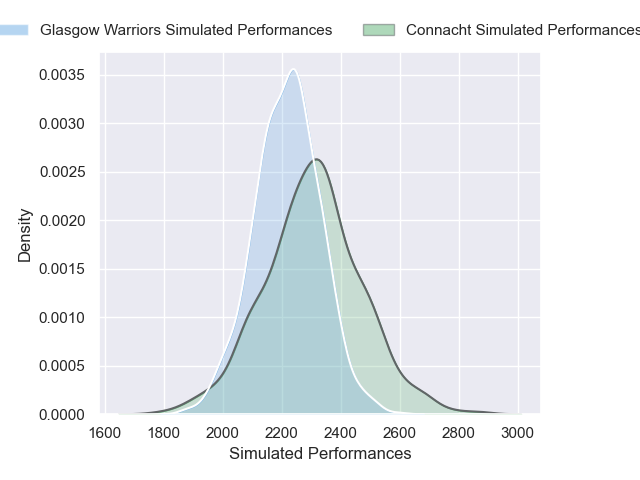 Glasgow Warriors Simulated Performances Connacht Simulated Performances
0.0035
0.0030
0.0025
0.0020
0.0015
0.0010
0.0005
0.0000
Density
1600 1800 2000 2200 2400 2600 2800 3000
Simulated Performances